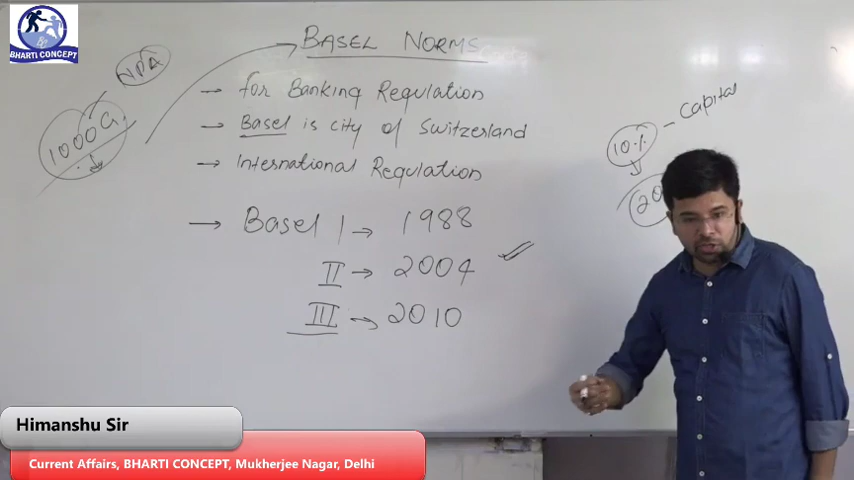 BHARTI CONCEPT
BASEL NORMS
NPA
1000 Cr.
→ for Banking Regulation
→ Basel is city of Switzerland
→ International Regulation
→ Basel I → 1988
II → 2004
III → 2010
10% - Capital
20
Himanshu Sir
Current Affairs, BHARTI CONCEPT, Mukherjee Nagar, Delhi